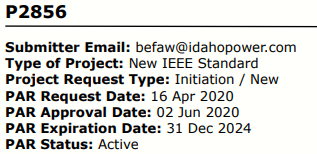 P2856
Submitter Email: befaw@idahopower.com
Type of Project: New IEEE Standard
Project Request Type: Initiation / New
PAR Request Date: 16 Apr 2020
PAR Approval Date: 02 Jun 2020
PAR Expiration Date: 31 Dec 2024
PAR Status: Active